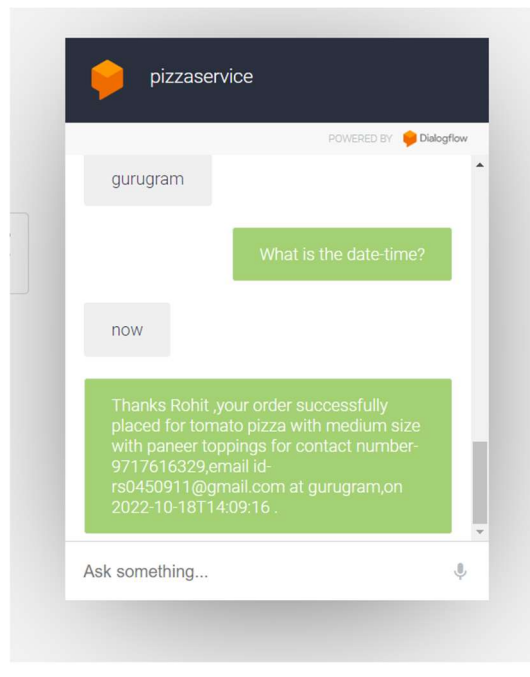 pizzaservice
POWERED BY Dialogflow
gurugram
What is the date-time?
now
Thanks Rohit ,your order successfully
placed for tomato pizza with medium size
with paneer toppings for contact number-
9717616329,email id-
rs0450911@gmail.com at gurugram,on
2022-10-18T14:09:16 .
Ask something...